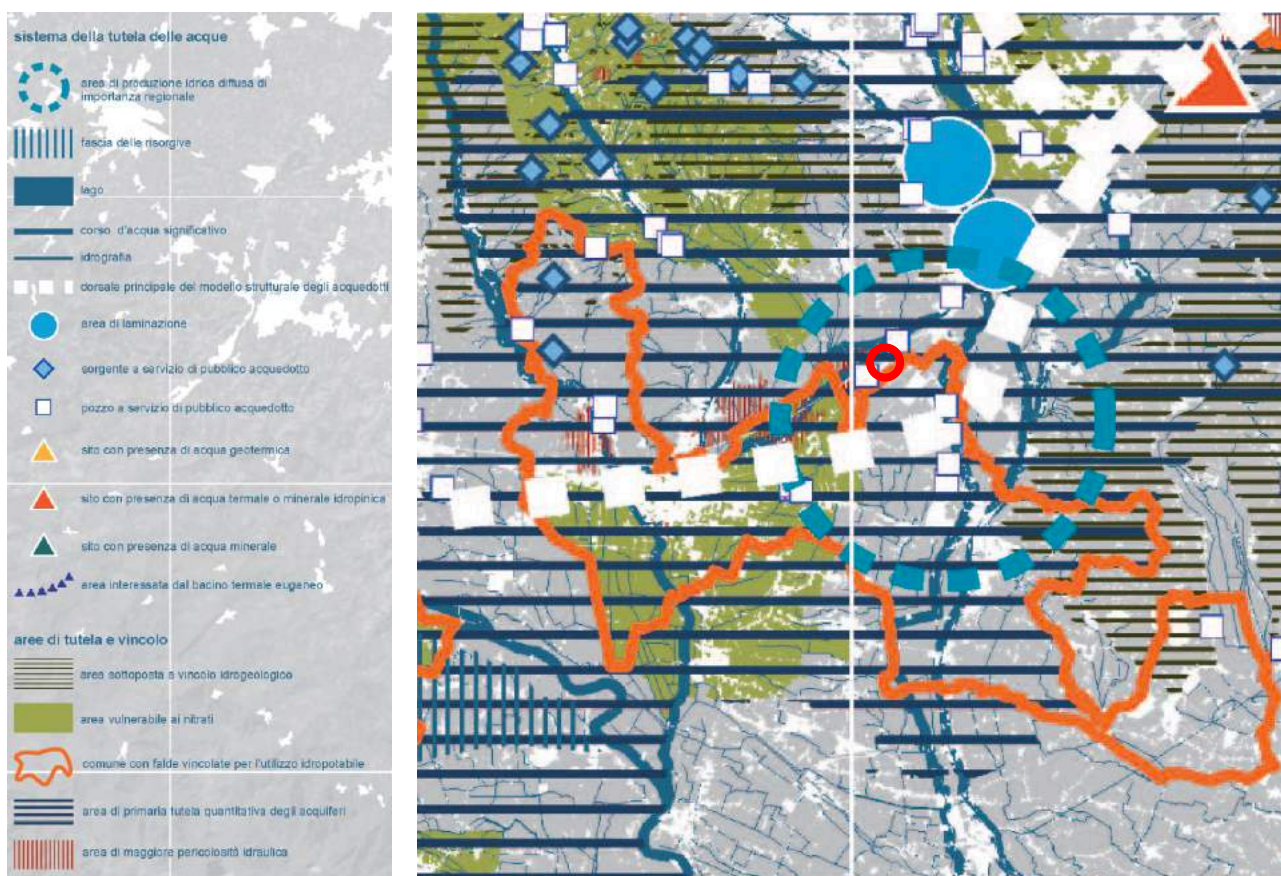 sistema della tutela delle acque
area di produzione idrica diffusa di
importanza regionale
fascia delle risorgive
lago
corso d'acqua significativo
idrografia
dorsale principale del modello strutturale degli acquedotti
area di laminazione
sorgente a servizio di pubblico acquedotto
pozzo a servizio di pubblico acquedotto
sito con presenza di acqua geotermica
sito con presenza di acqua termale o minerale idropinica
sito con presenza di acqua minerale
area interessata dal bacino termale euganeo
aree di tutela e vincolo
area sottoposta a vincolo idrogeologico
area vulnerabile ai nitrati
comune con falde vincolate per l'utilizzo idropotabile
area di primaria tutela quantitativa degli acquiferi
area di maggiore pericolosità idraulica